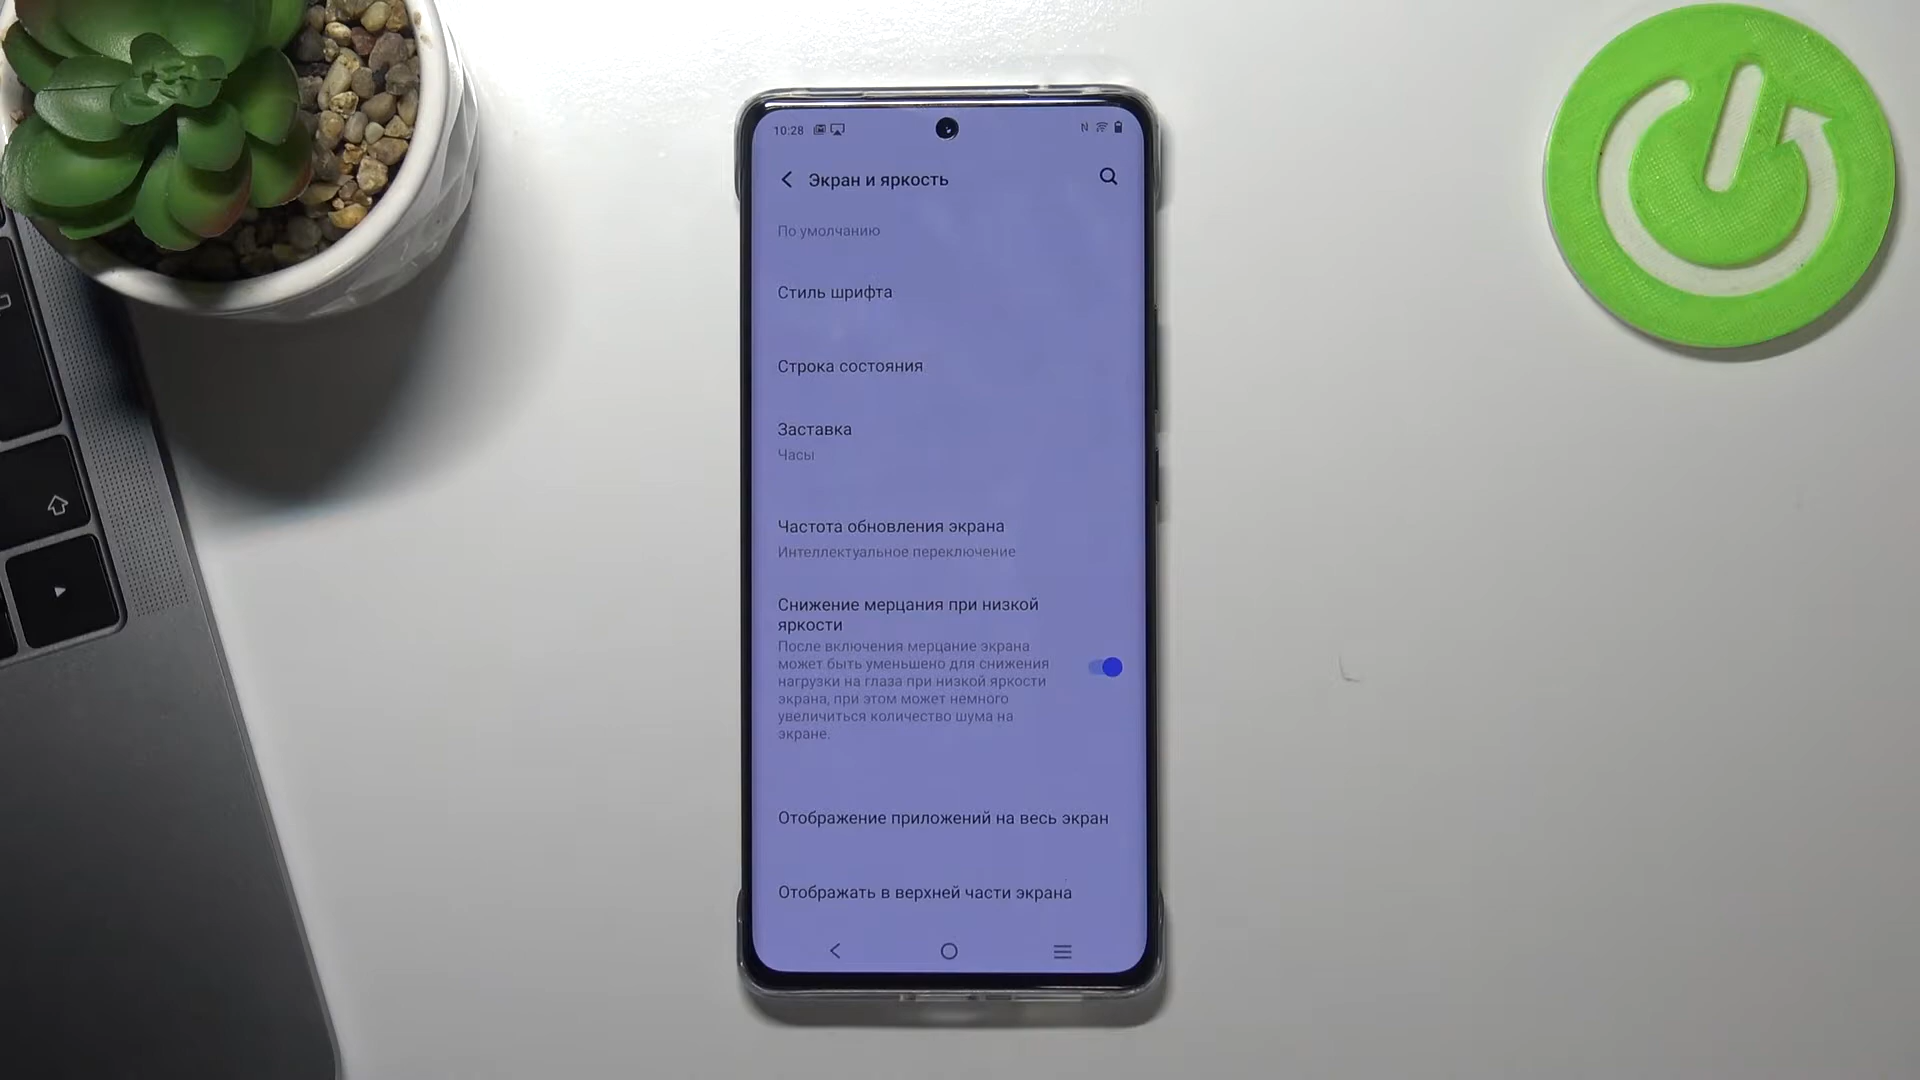 10:28
Экран и яркость
По умолчанию
Стиль шрифта
Строка состояния
Заставка
Часы
Частота обновления экрана
Интеллектуальное переключение
Снижение мерцания при низкой
яркости
После включения мерцание экрана
может быть уменьшено для снижения
нагрузки на глаза при низкой яркости
экрана, при этом может немного
увеличиться количество шума на
экране.
Отображение приложений на весь экран
Отображать в верхней части экрана